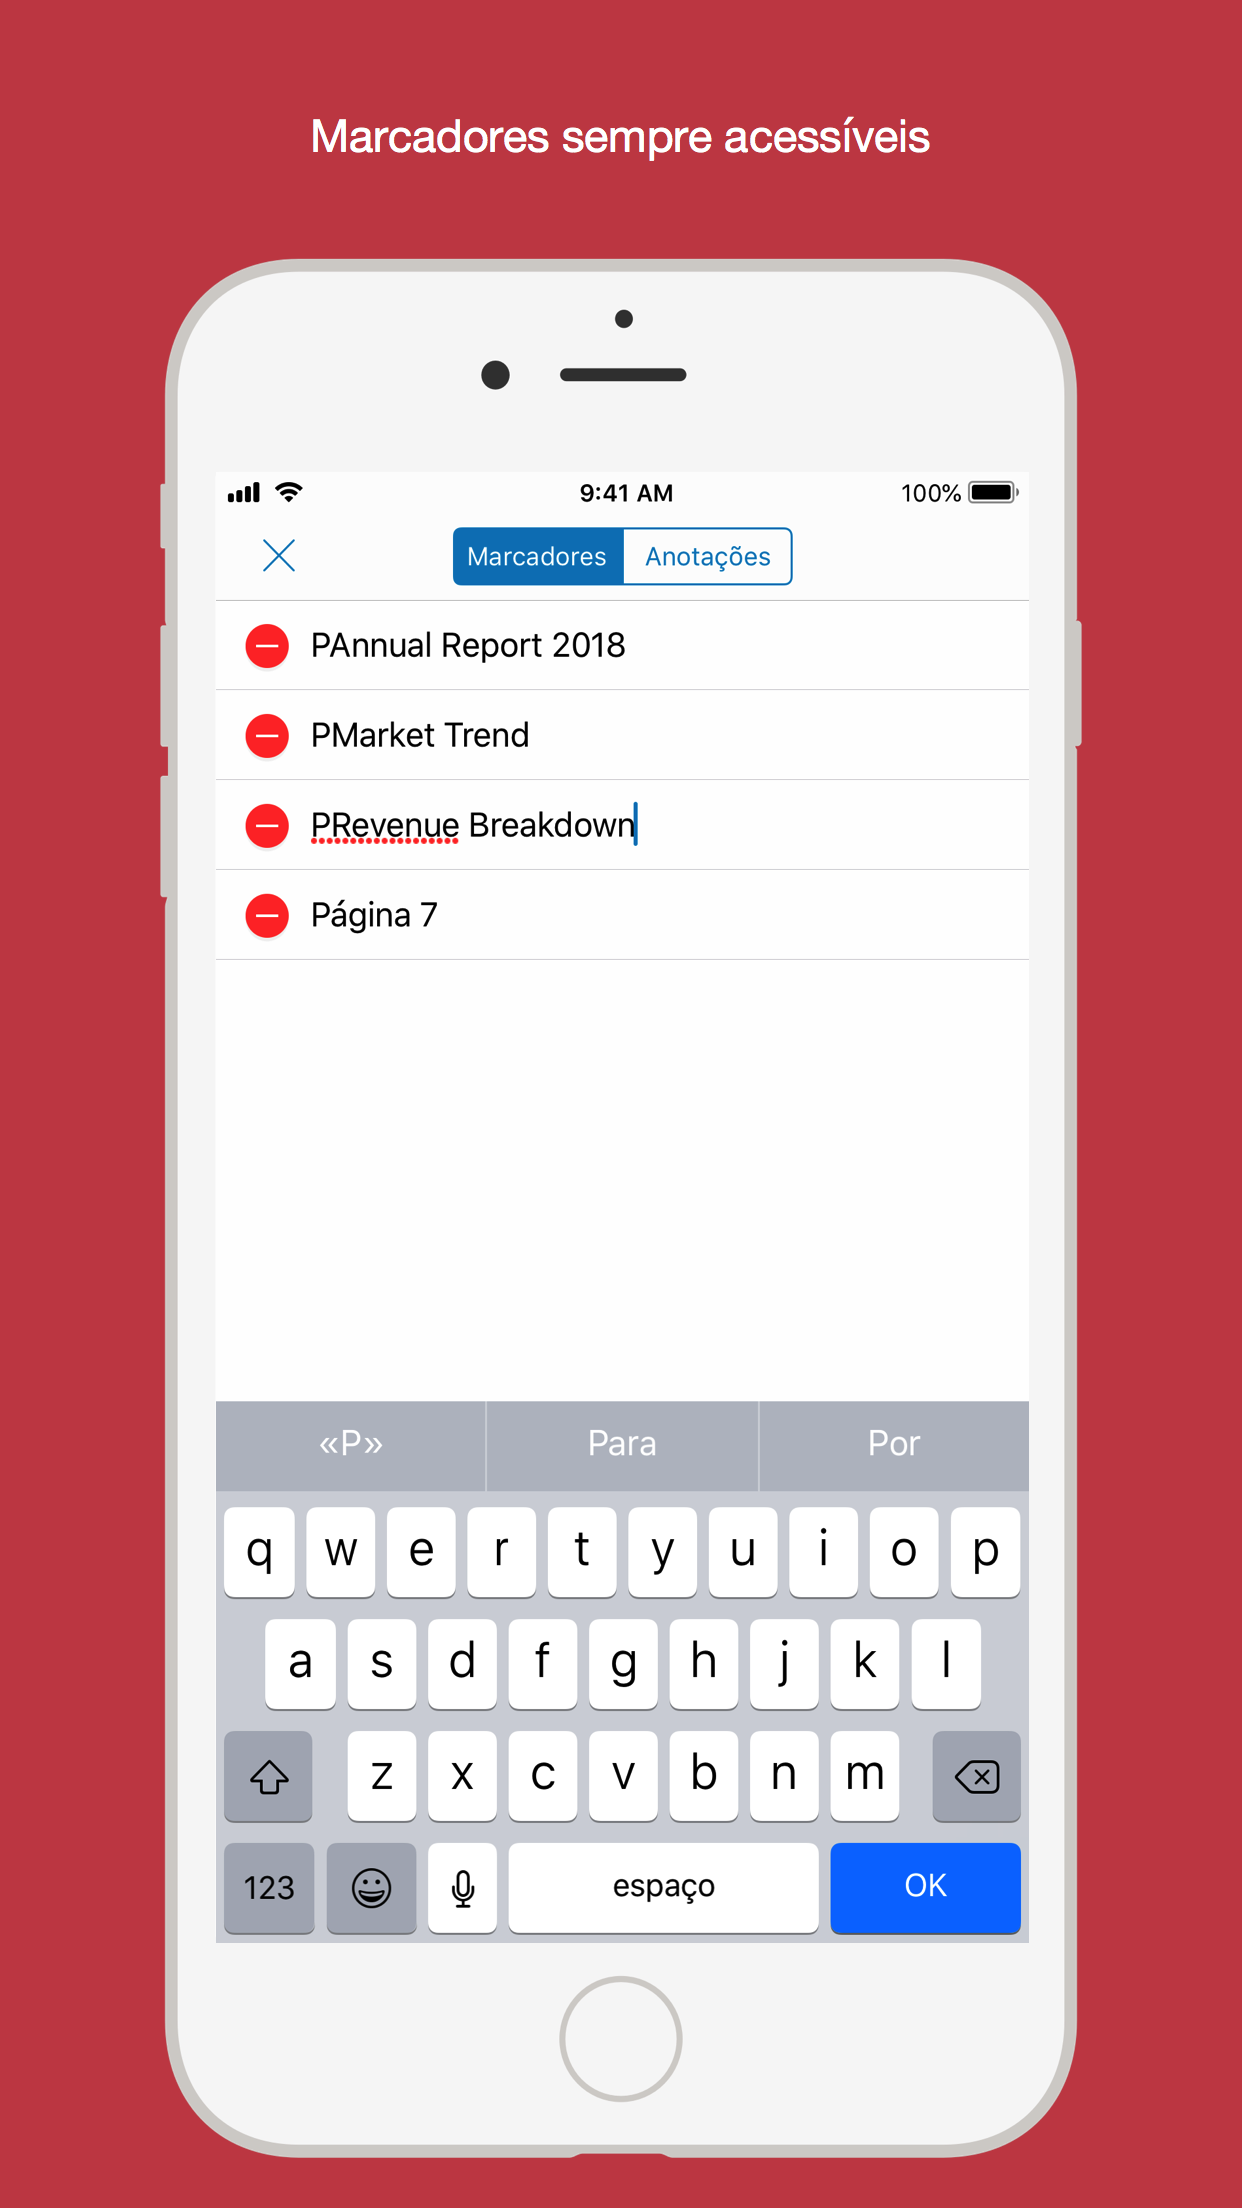 Marcadores sempre acessíveis
9:41 AM
100%
Marcadores
Anotações
PAnnual Report 2018
PMarket Trend
PRevenue Breakdown
Página 7
«P»
Para
Por
q w e r t y u i o p
a s d f g h j k l
z x c v b n m
123
espaço
OK